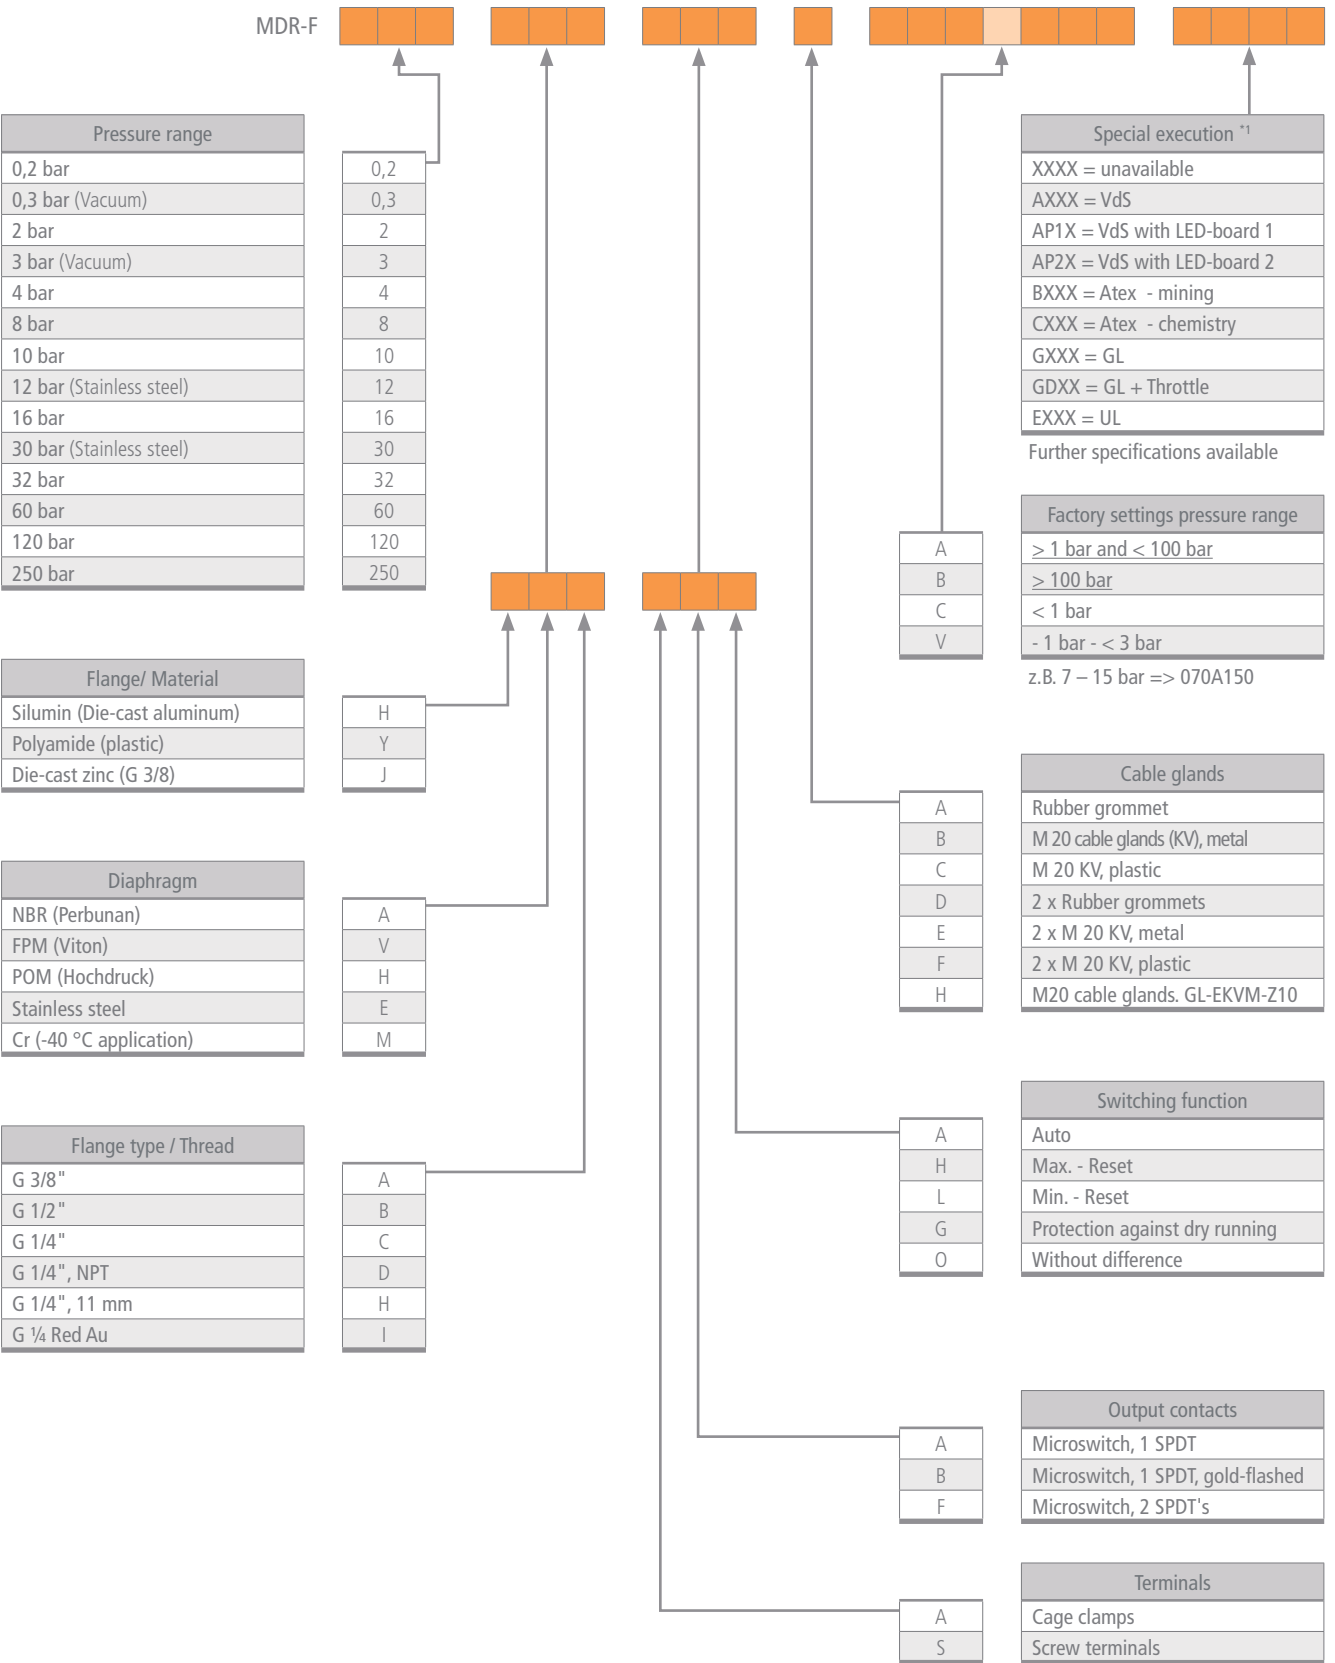 MDR-F
Pressure range
0,2 bar 0,2
0,3 bar (Vacuum) 0,3
2 bar 2
3 bar (Vacuum) 3
4 bar 4
8 bar 8
10 bar 10
12 bar (Stainless steel) 12
16 bar 16
30 bar (Stainless steel) 30
32 bar 32
60 bar 60
120 bar 120
250 bar 250
Flange/ Material
Silumin (Die-cast aluminum) H
Polyamide (plastic) Y
Die-cast zinc (G 3/8) J
Diaphragm
NBR (Perbunan) A
FPM (Viton) V
POM (Hochdruck) H
Stainless steel E
Cr (-40 °C application) M
Flange type / Thread
G 3/8" A
G 1/2" B
G 1/4" C
G 1/4", NPT D
G 1/4", 11 mm H
G ¼ Red Au I
Special execution *1
XXXX = unavailable
AXXX = VdS
AP1X = VdS with LED-board 1
AP2X = VdS with LED-board 2
BXXX = Atex - mining
CXXX = Atex - chemistry
GXXX = GL
GDXX = GL + Throttle
EXXX = UL
Further specifications available
Factory settings pressure range
A > 1 bar and < 100 bar
B > 100 bar
C < 1 bar
V - 1 bar - < 3 bar
z.B. 7 – 15 bar => 070A150
Cable glands
A Rubber grommet
B M 20 cable glands (KV), metal
C M 20 KV, plastic
D 2 x Rubber grommets
E 2 x M 20 KV, metal
F 2 x M 20 KV, plastic
H M20 cable glands. GL-EKVM-Z10
Switching function
A Auto
H Max. - Reset
L Min. - Reset
G Protection against dry running
O Without difference
Output contacts
A Microswitch, 1 SPDT
B Microswitch, 1 SPDT, gold-flashed
F Microswitch, 2 SPDT's
Terminals
A Cage clamps
S Screw terminals